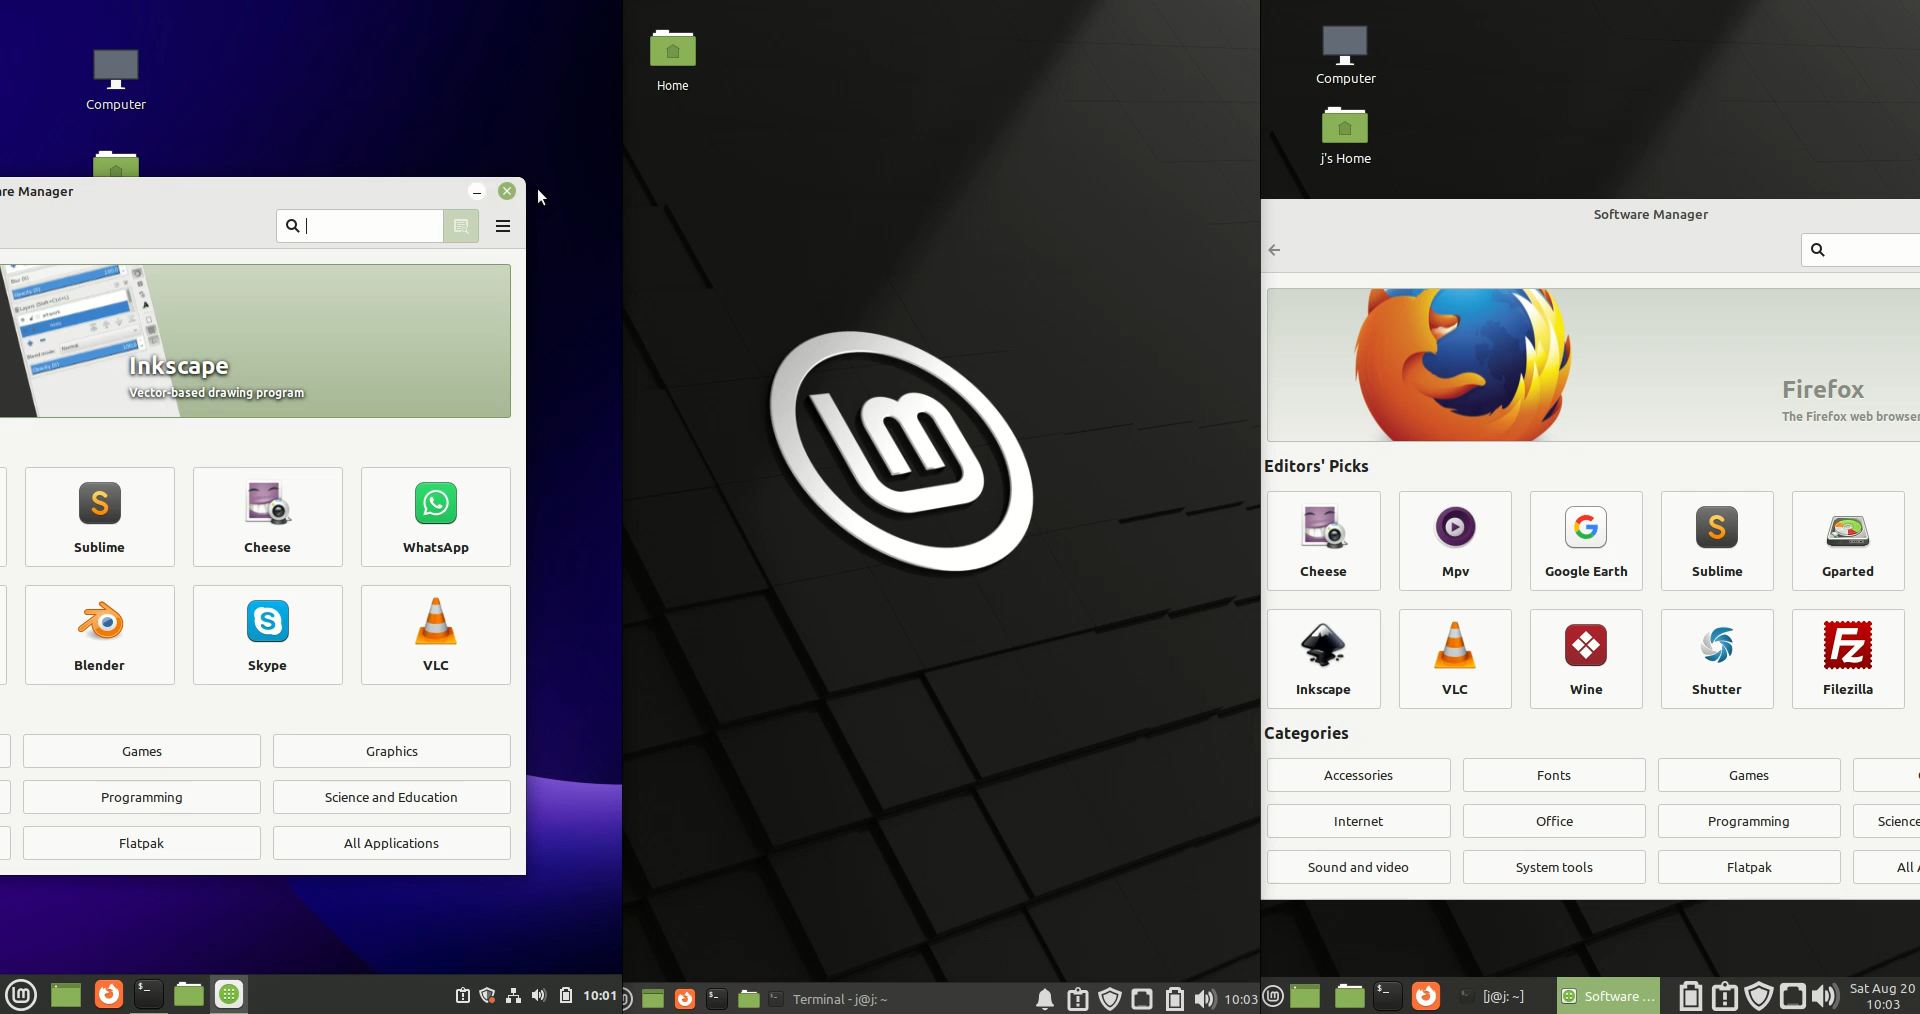 Computer
re Manager
Inkscape
Vector-based drawing program
Sublime
Cheese
WhatsApp
Blender
Skype
VLC
Games
Graphics
Programming
Science and Education
Flatpak
All Applications
10:01
Home
Terminal - j@j: ~
10:03
Computer
j's Home
Software Manager
Firefox
The Firefox web browser
Editors' Picks
Cheese
Mpv
Google Earth
Sublime
Gparted
Inkscape
VLC
Wine
Shutter
Filezilla
Categories
Accessories
Fonts
Games
Internet
Office
Programming
Science
Sound and video
System tools
Flatpak
All
[j@j: ~]
Software ...
Sat Aug 20
10:03